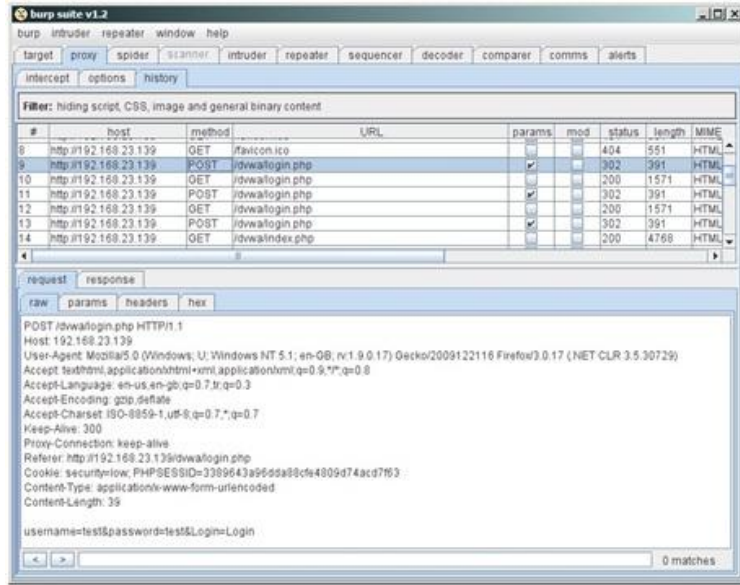 burp suite v1.2
burp intruder repeater window help
target proxy spider scanner intruder repeater sequencer decoder comparer comms alerts
intercept options history
Filter: hiding script, CSS, image and general binary content
# host method URL params mod status length MIME
8 http://192.168.23.139 GET /favicon.ico 404 551 HTML
9 http://192.168.23.139 POST /dvwa/login.php 302 391 HTML
10 http://192.168.23.139 GET /dvwa/login.php 200 1571 HTML
11 http://192.168.23.139 POST /dvwa/login.php 302 391 HTML
12 http://192.168.23.139 GET /dvwa/login.php 200 1571 HTML
13 http://192.168.23.139 POST /dvwa/login.php 302 391 HTML
14 http://192.168.23.139 GET /dvwa/index.php 200 4768 HTML
request response
raw params headers hex
POST /dvwa/login.php HTTP/1.1
Host: 192.168.23.139
User-Agent: Mozilla/5.0 (Windows; U; Windows NT 5.1; en-GB; rv:1.9.0.17) Gecko/2009122116 Firefox/3.0.17 (.NET CLR 3.5.30729)
Accept: text/html,application/xhtml+xml,application/xml;q=0.9,*/*;q=0.8
Accept-Language: en-us,en-gb;q=0.7,tr;q=0.3
Accept-Encoding: gzip,deflate
Accept-Charset: ISO-8859-1,utf-8;q=0.7,*;q=0.7
Keep-Alive: 300
Proxy-Connection: keep-alive
Referer: http://192.168.23.139/dvwa/login.php
Cookie: security=low; PHPSESSID=3389643a96dda88cfe4809d74acd7f63
Content-Type: application/x-www-form-urlencoded
Content-Length: 39
username=test&password=test&Login=Login
< > 0 matches